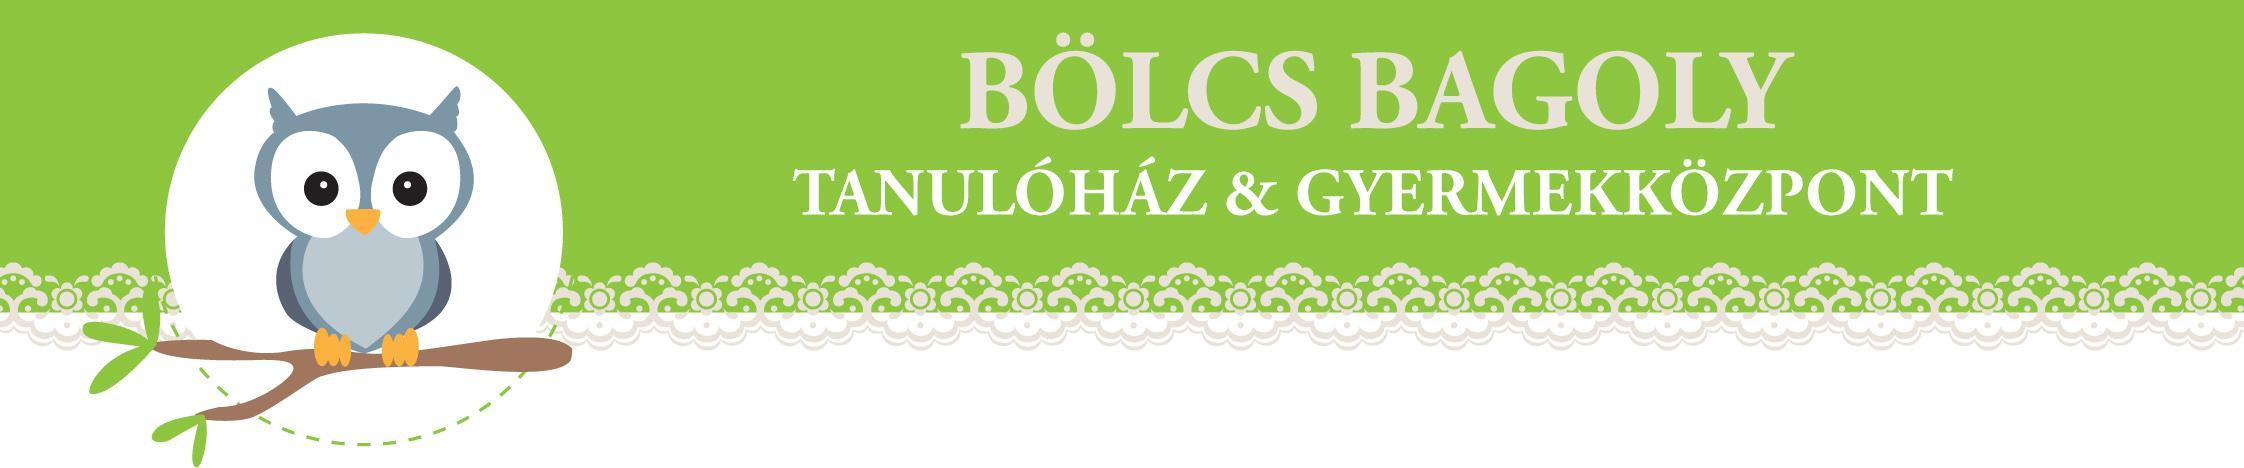 BÖLCS BAGOLY
TANULÓHÁZ & GYERMEKKÖZPONT